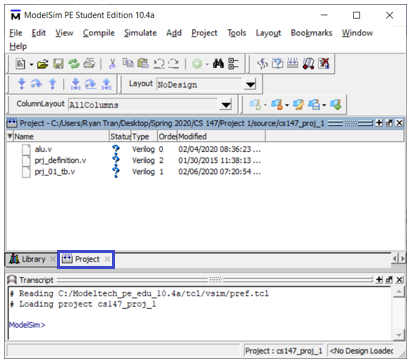 ModelSim PE Student Edition 10.4a
File Edit View Compile Simulate Add Project Tools Layout Bookmarks Window
Help
Layout NoDesign
ColumnLayout AllColumns
Project - C:/Users/Ryan Tran/Desktop/Spring 2020/CS 147/Project 1/source/cs147_proj_1
Name Status Type Order Modified
alu.v ? Verilog 0 02/04/2020 08:36:23 ...
prj_definition.v ? Verilog 2 01/30/2015 11:38:13 ...
prj_01_tb.v ? Verilog 1 02/06/2020 07:20:54 ...
Library Project
Transcript
# Reading C:/Modeltech_pe_edu_10.4a/tcl/vsim/pref.tcl
# Loading project cs147_proj_1
ModelSim>
Project : cs147_proj_1 <No Design Loaded